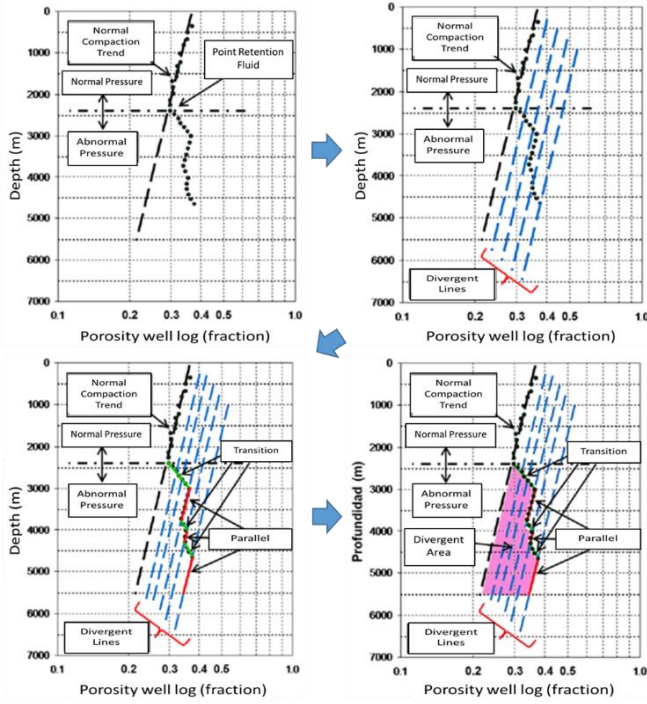 0
1000
2000
3000
4000
5000
6000
7000
Depth (m)
Normal
Compaction
Trend
Point Retention
Fluid
Normal Pressure
Abnormal
Pressure
0.1 0.2 0.3 0.4 0.5 1.0
Porosity well log (fraction)
0
1000
2000
3000
4000
5000
6000
7000
Depth (m)
Normal
Compaction
Trend
Normal Pressure
Abnormal
Pressure
Divergent
Lines
0.1 0.2 0.3 0.4 0.5 1.0
Porosity well log (fraction)
0
1000
2000
3000
4000
5000
6000
7000
Depth (m)
Normal
Compaction
Trend
Normal Pressure
Transition
Abnormal
Pressure
Parallel
Divergent
Lines
0.1 0.2 0.3 0.4 0.5 1.0
Porosity well log (fraction)
0
1000
2000
3000
4000
5000
6000
7000
Profundidad (m)
Normal
Compaction
Trend
Normal Pressure
Transition
Abnormal
Pressure
Divergent
Area
Parallel
Divergent
Lines
0.1 0.2 0.3 0.4 0.5 1.0
Porosity well log (fraction)